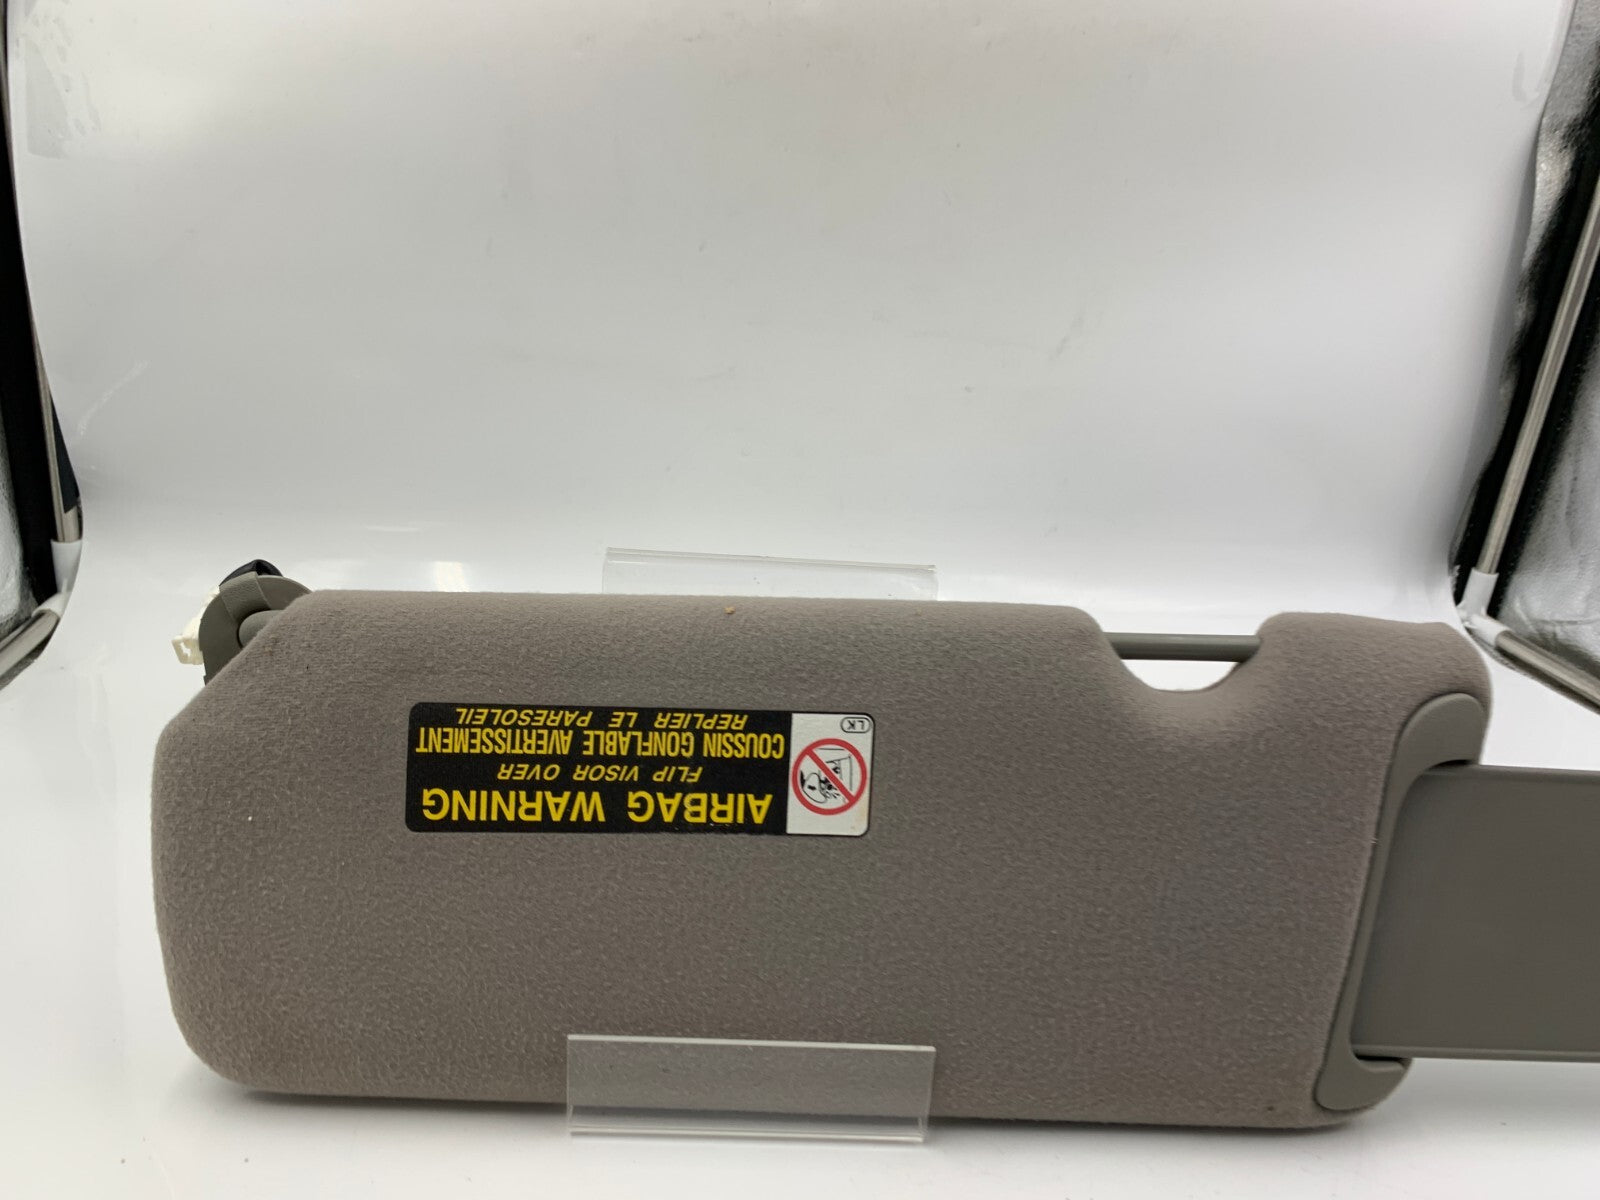 AIRBAG WARNING
FLIP VISOR OVER
COUSSIN GONFLABLE AVERTISSEMENT
REPLIER LE PARESOLEIL
LK